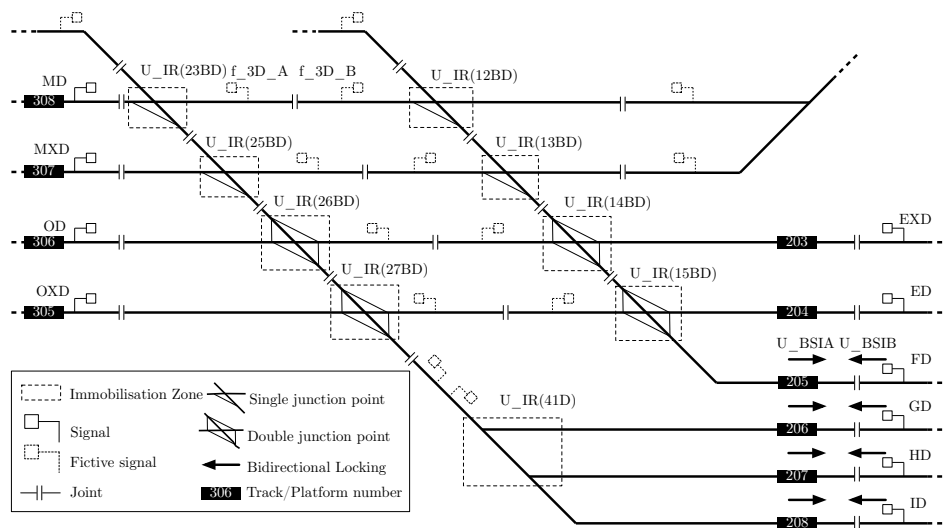 U_IR(23BD) f_3D_A f_3D_B
U_IR(12BD)
MD
308
U_IR(25BD)
U_IR(13BD)
MXD
307
U_IR(26BD)
U_IR(14BD)
OD
EXD
306
203
U_IR(27BD)
U_IR(15BD)
OXD
ED
305
204
U_BSIA U_BSIB
FD
205
Immobilisation Zone
Single junction point
U_IR(41D)
GD
206
Signal
Double junction point
HD
207
Fictive signal
Bidirectional Locking
Joint
306 Track/Platform number
ID
208